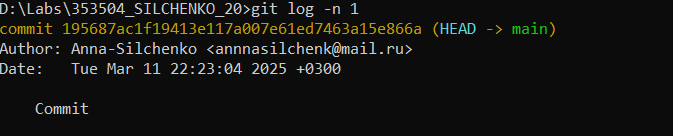 D:\Labs\353504_SILCHENKO_20>git log -n 1
commit 195687ac1f19413e117a007e61ed7463a15e866a (HEAD -> main)
Author: Anna-Silchenko <annnasilchenk@mail.ru>
Date:   Tue Mar 11 22:23:04 2025 +0300
    Commit